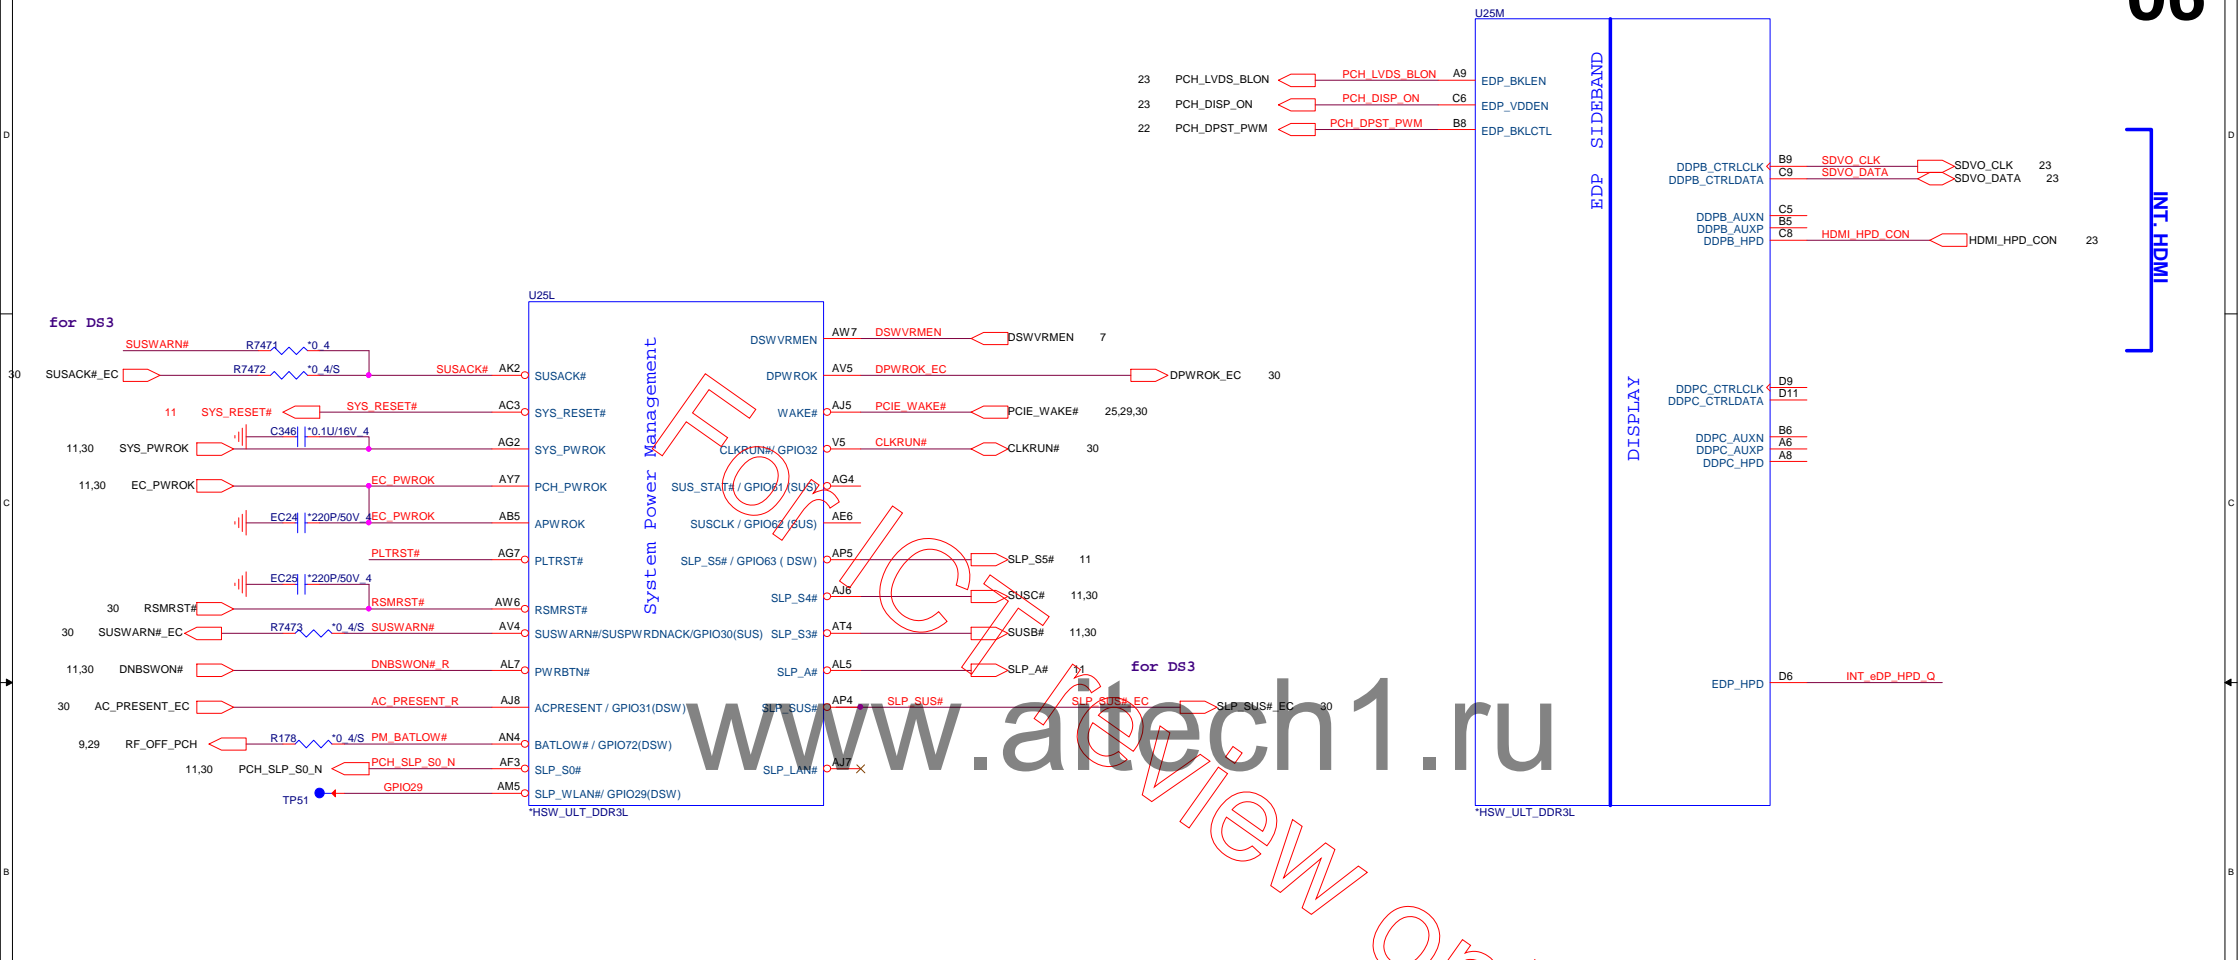 06
U25M
23 PCH_LVDS_BLON PCH_LVDS_BLON A9 EDP_BKLEN
23 PCH_DISP_ON PCH_DISP_ON C6 EDP_VDDEN
22 PCH_DPST_PWM PCH_DPST_PWM B8 EDP_BKLCTL
EDP SIDEBAND
D
D
DDPB_CTRLCLK B9 SDVO_CLK SDVO_CLK 23
DDPB_CTRLDATA C9 SDVO_DATA SDVO_DATA 23
DDPB_AUXN C5
DDPB_AUXP B5
DDPB_HPD C8 HDMI_HPD_CON HDMI_HPD_CON 23
INT. HDMI
DISPLAY
DDPC_CTRLCLK D9
DDPC_CTRLDATA D11
DDPC_AUXN B6
DDPC_AUXP A6
DDPC_HPD A8
EDP_HPD D6 INT_eDP_HPD_Q
*HSW_ULT_DDR3L
U25L
for DS3
SUSWARN# R7471 *0_4
30 SUSACK#_EC R7472 *0_4/S SUSACK# AK2 SUSACK#
11 SYS_RESET# SYS_RESET# AC3 SYS_RESET#
C346 *0.1U/16V_4
11,30 SYS_PWROK AG2 SYS_PWROK
11,30 EC_PWROK EC_PWROK AY7 PCH_PWROK
EC24 *220P/50V_4 EC_PWROK AB5 APWROK
PLTRST# AG7 PLTRST#
EC25 *220P/50V_4
30 RSMRST# RSMRST# AW6 RSMRST#
30 SUSWARN#_EC R7473 *0_4/S SUSWARN# AV4 SUSWARN#/SUSPWRDNACK/GPIO30(SUS)
11,30 DNBSWON# DNBSWON#_R AL7 PWRBTN#
30 AC_PRESENT_EC AC_PRESENT_R AJ8 ACPRESENT / GPIO31(DSW)
9,29 RF_OFF_PCH R178 *0_4/S PM_BATLOW# AN4 BATLOW# / GPIO72(DSW)
11,30 PCH_SLP_S0_N PCH_SLP_S0_N AF3 SLP_S0#
TP51 GPIO29 AM5 SLP_WLAN#/ GPIO29(DSW)
System Power Management
DSWVRMEN AW7 DSWVRMEN DSWVRMEN 7
DPWROK AV5 DPWROK_EC DPWROK_EC 30
WAKE# AJ5 PCIE_WAKE# PCIE_WAKE# 25,29,30
CLKRUN#/ GPIO32 V5 CLKRUN# CLKRUN# 30
SUS_STAT# / GPIO61 (SUS) AG4
SUSCLK / GPIO62 (SUS) AE6
SLP_S5# / GPIO63 ( DSW) AP5 SLP_S5# 11
SLP_S4# AJ6 SUSC# 11,30
SLP_S3# AT4 SUSB# 11,30
SLP_A# AL5 SLP_A# 11
for DS3
SLP_SUS# AP4 SLP_SUS# SLP_SUS#_EC SLP_SUS#_EC 30
SLP_LAN# AJ7
*HSW_ULT_DDR3L
C
C
B
B
www.aitech1.ru
For ICT review